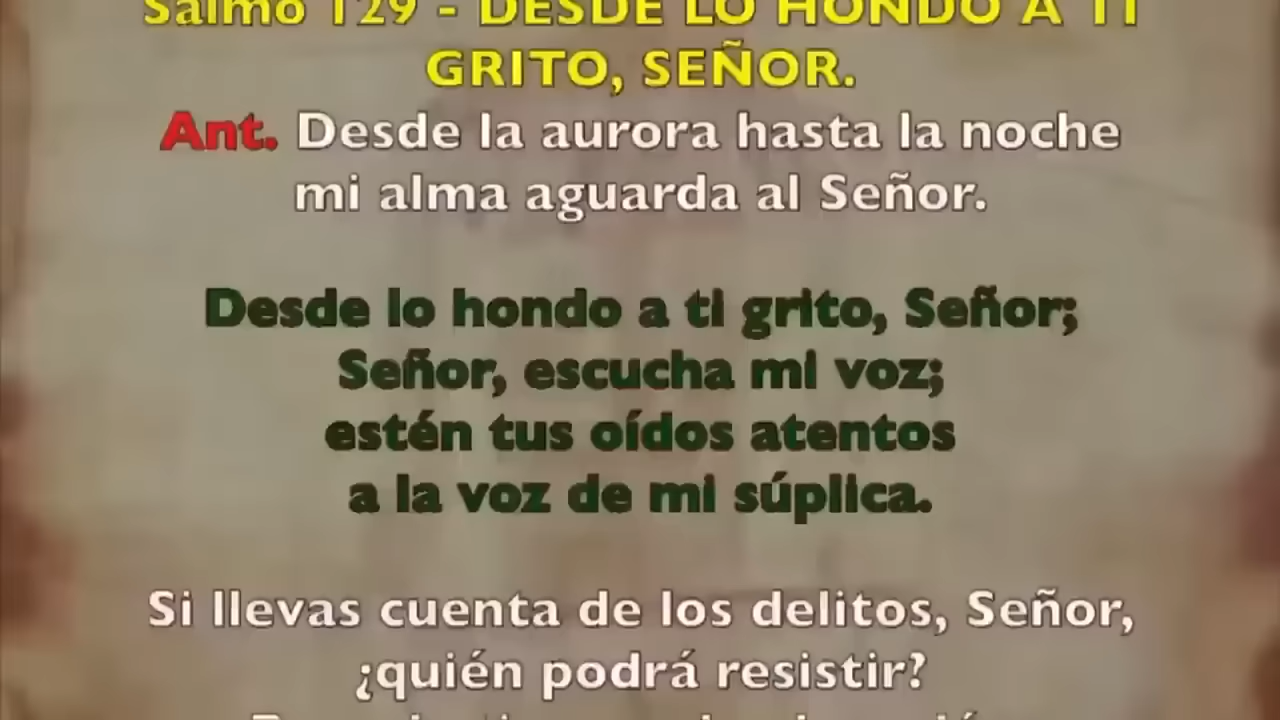 Salmo 129 - DESDE LO HONDO A TI
GRITO, SEÑOR.
Ant. Desde la aurora hasta la noche
mi alma aguarda al Señor.
Desde lo hondo a ti grito, Señor;
Señor, escucha mi voz;
estén tus oídos atentos
a la voz de mi súplica.
Si llevas cuenta de los delitos, Señor,
¿quién podrá resistir?